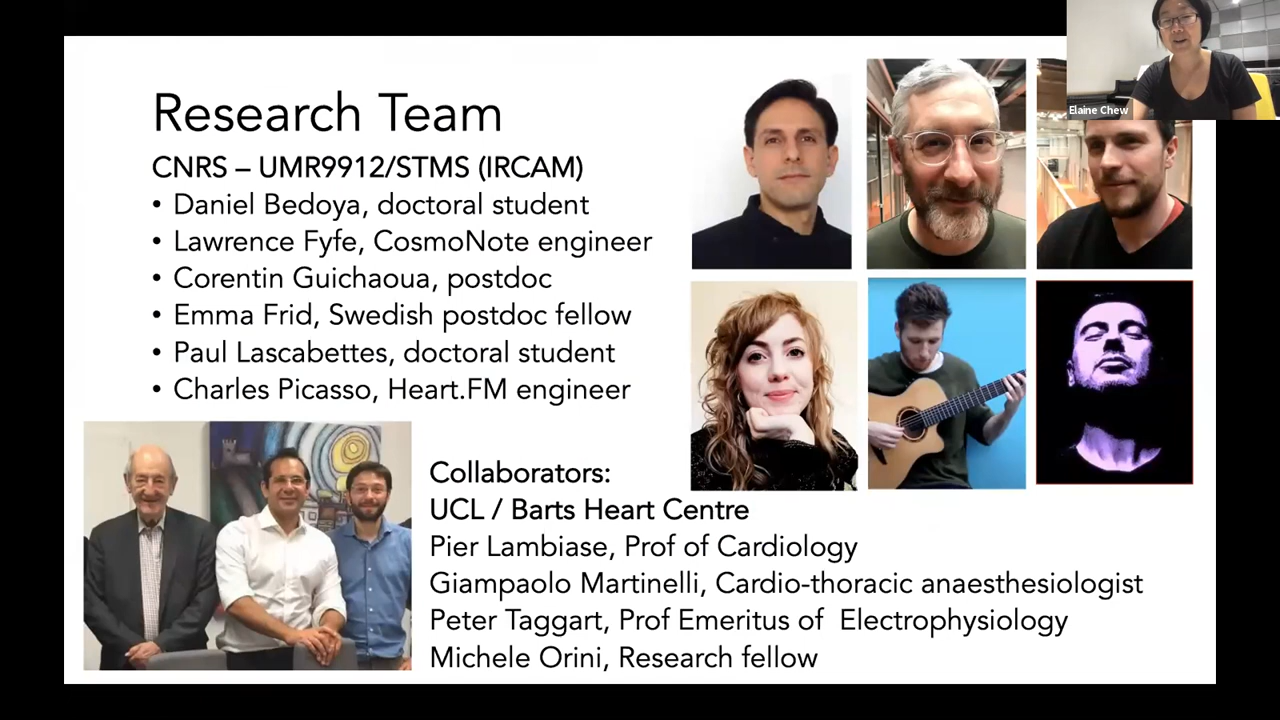 Research Team
CNRS – UMR9912/STMS (IRCAM)
• Daniel Bedoya, doctoral student
• Lawrence Fyfe, CosmoNote engineer
• Corentin Guichaoua, postdoc
• Emma Frid, Swedish postdoc fellow
• Paul Lascabettes, doctoral student
• Charles Picasso, Heart.FM engineer
Collaborators:
UCL / Barts Heart Centre
Pier Lambiase, Prof of Cardiology
Giampaolo Martinelli, Cardio-thoracic anaesthesiologist
Peter Taggart, Prof Emeritus of  Electrophysiology
Michele Orini, Research fellow
Elaine Chew